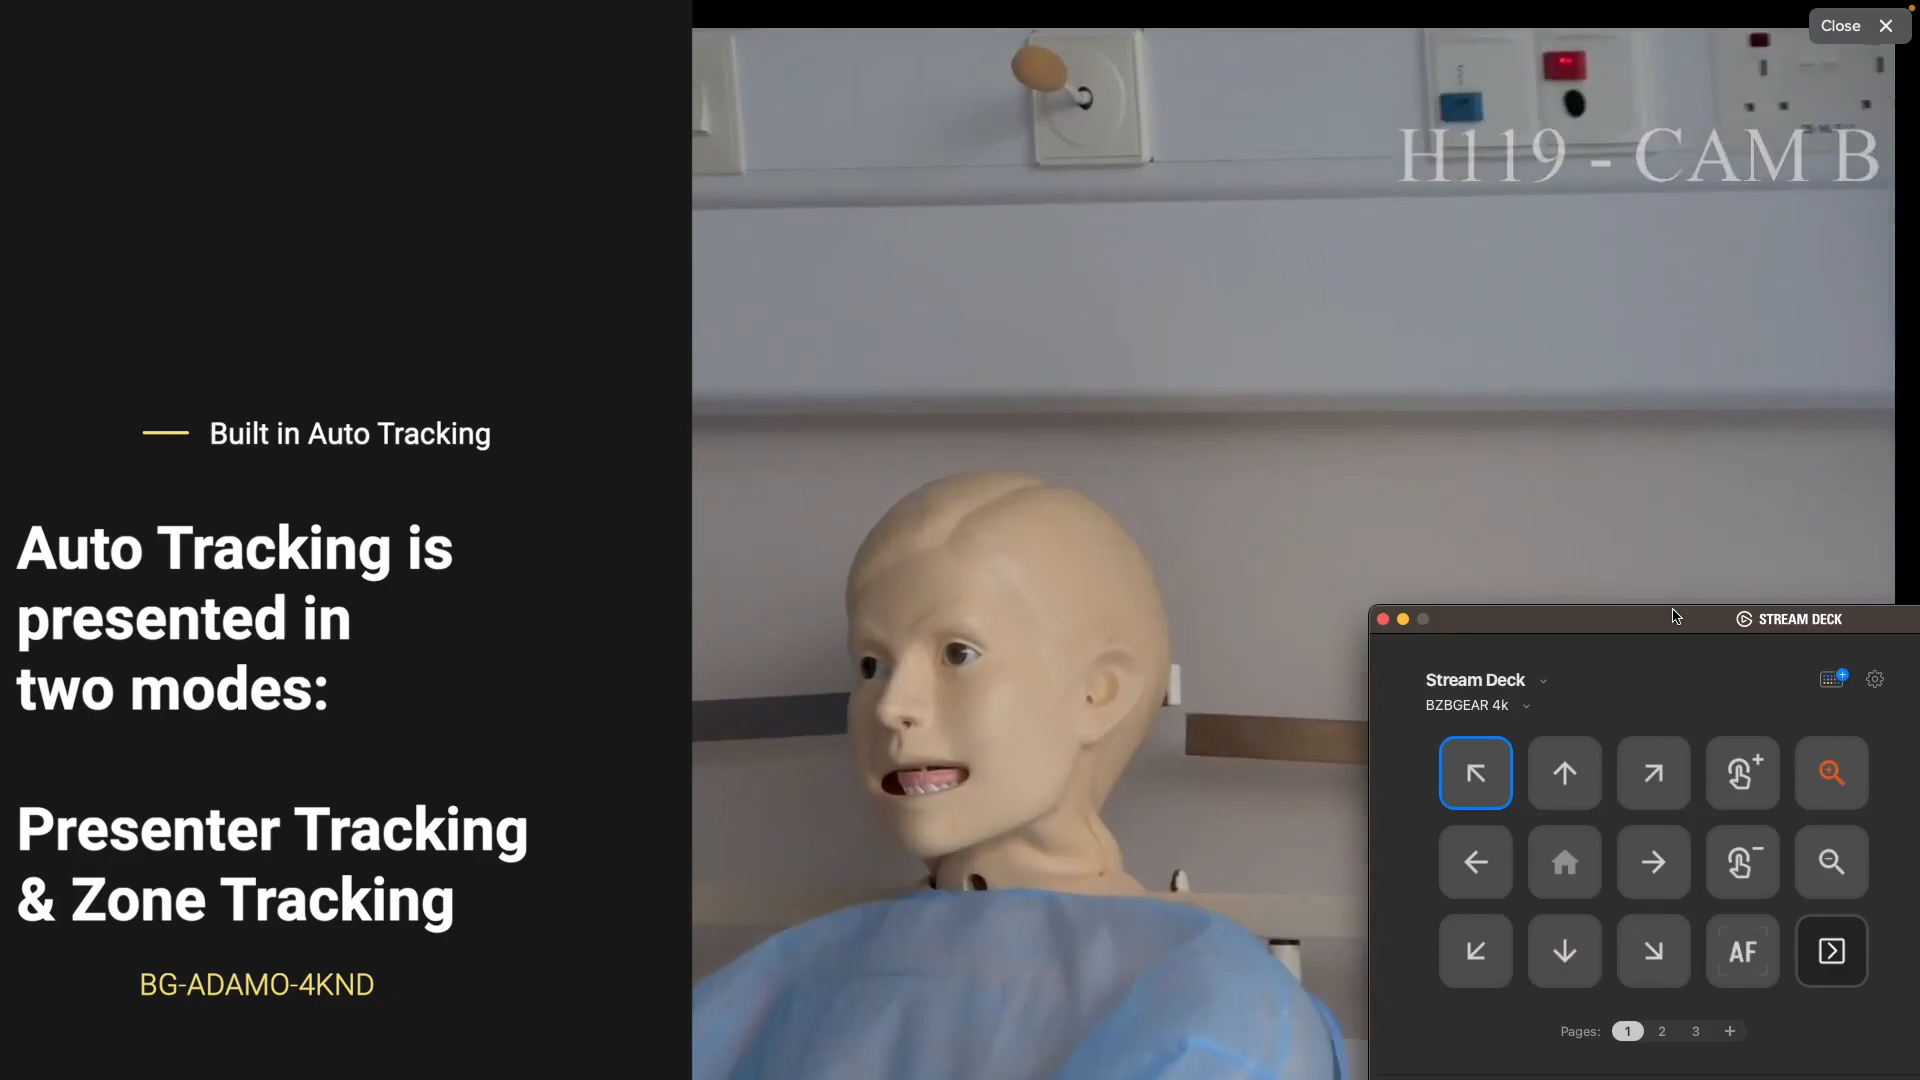 Close
H119 - CAM B
Built in Auto Tracking
Auto Tracking is
presented in
two modes:
Presenter Tracking
& Zone Tracking
BG-ADAMO-4KND
STREAM DECK
Stream Deck
BZBGEAR 4k
AF
Pages: 1 2 3 +